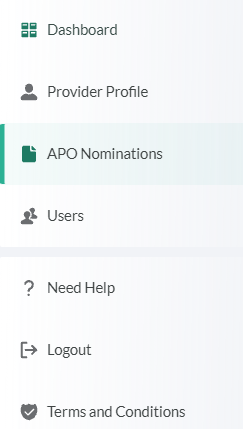 Dashboard
Provider Profile
APO Nominations
Users
Need Help
Logout
Terms and Conditions